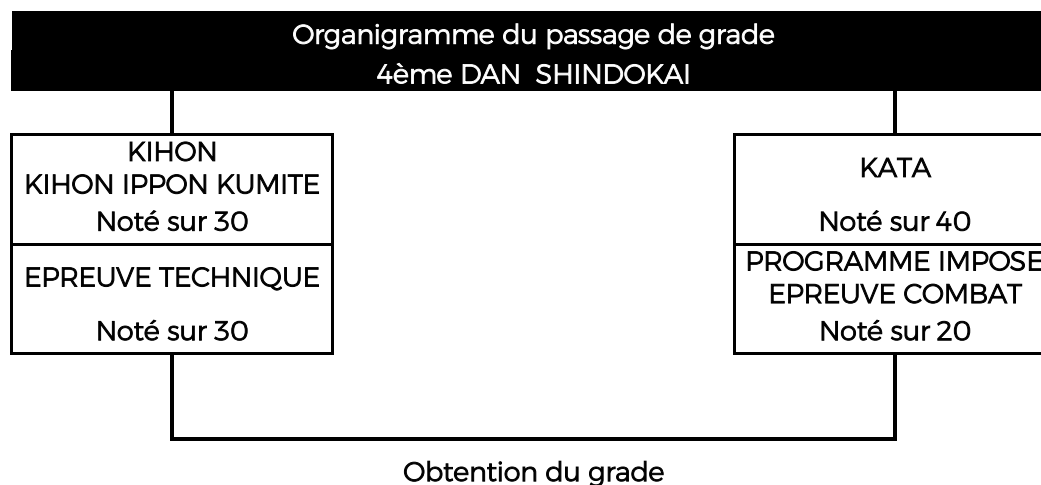 Organigramme du passage de grade
4ème DAN SHINDOKAI
KIHON
KIHON IPPON KUMITE
Noté sur 30
EPREUVE TECHNIQUE
Noté sur 30
KATA
Noté sur 40
PROGRAMME IMPOSE
EPREUVE COMBAT
Noté sur 20
Obtention du grade